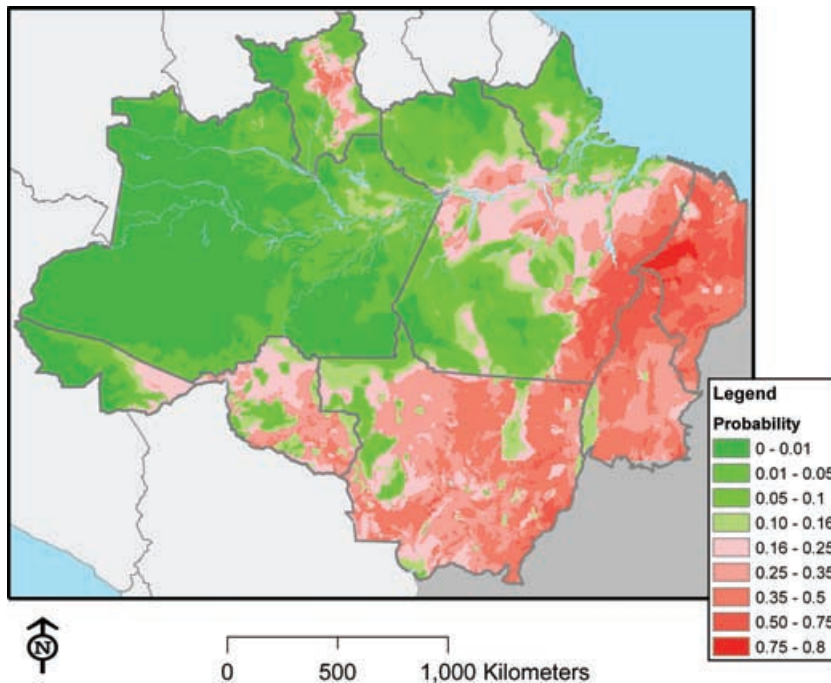 Legend
Probability
0 - 0.01
0.01 - 0.05
0.05 - 0.1
0.10 - 0.16
0.16 - 0.25
0.25 - 0.35
0.35 - 0.5
0.50 - 0.75
0.75 - 0.8
N
0 500 1,000 Kilometers